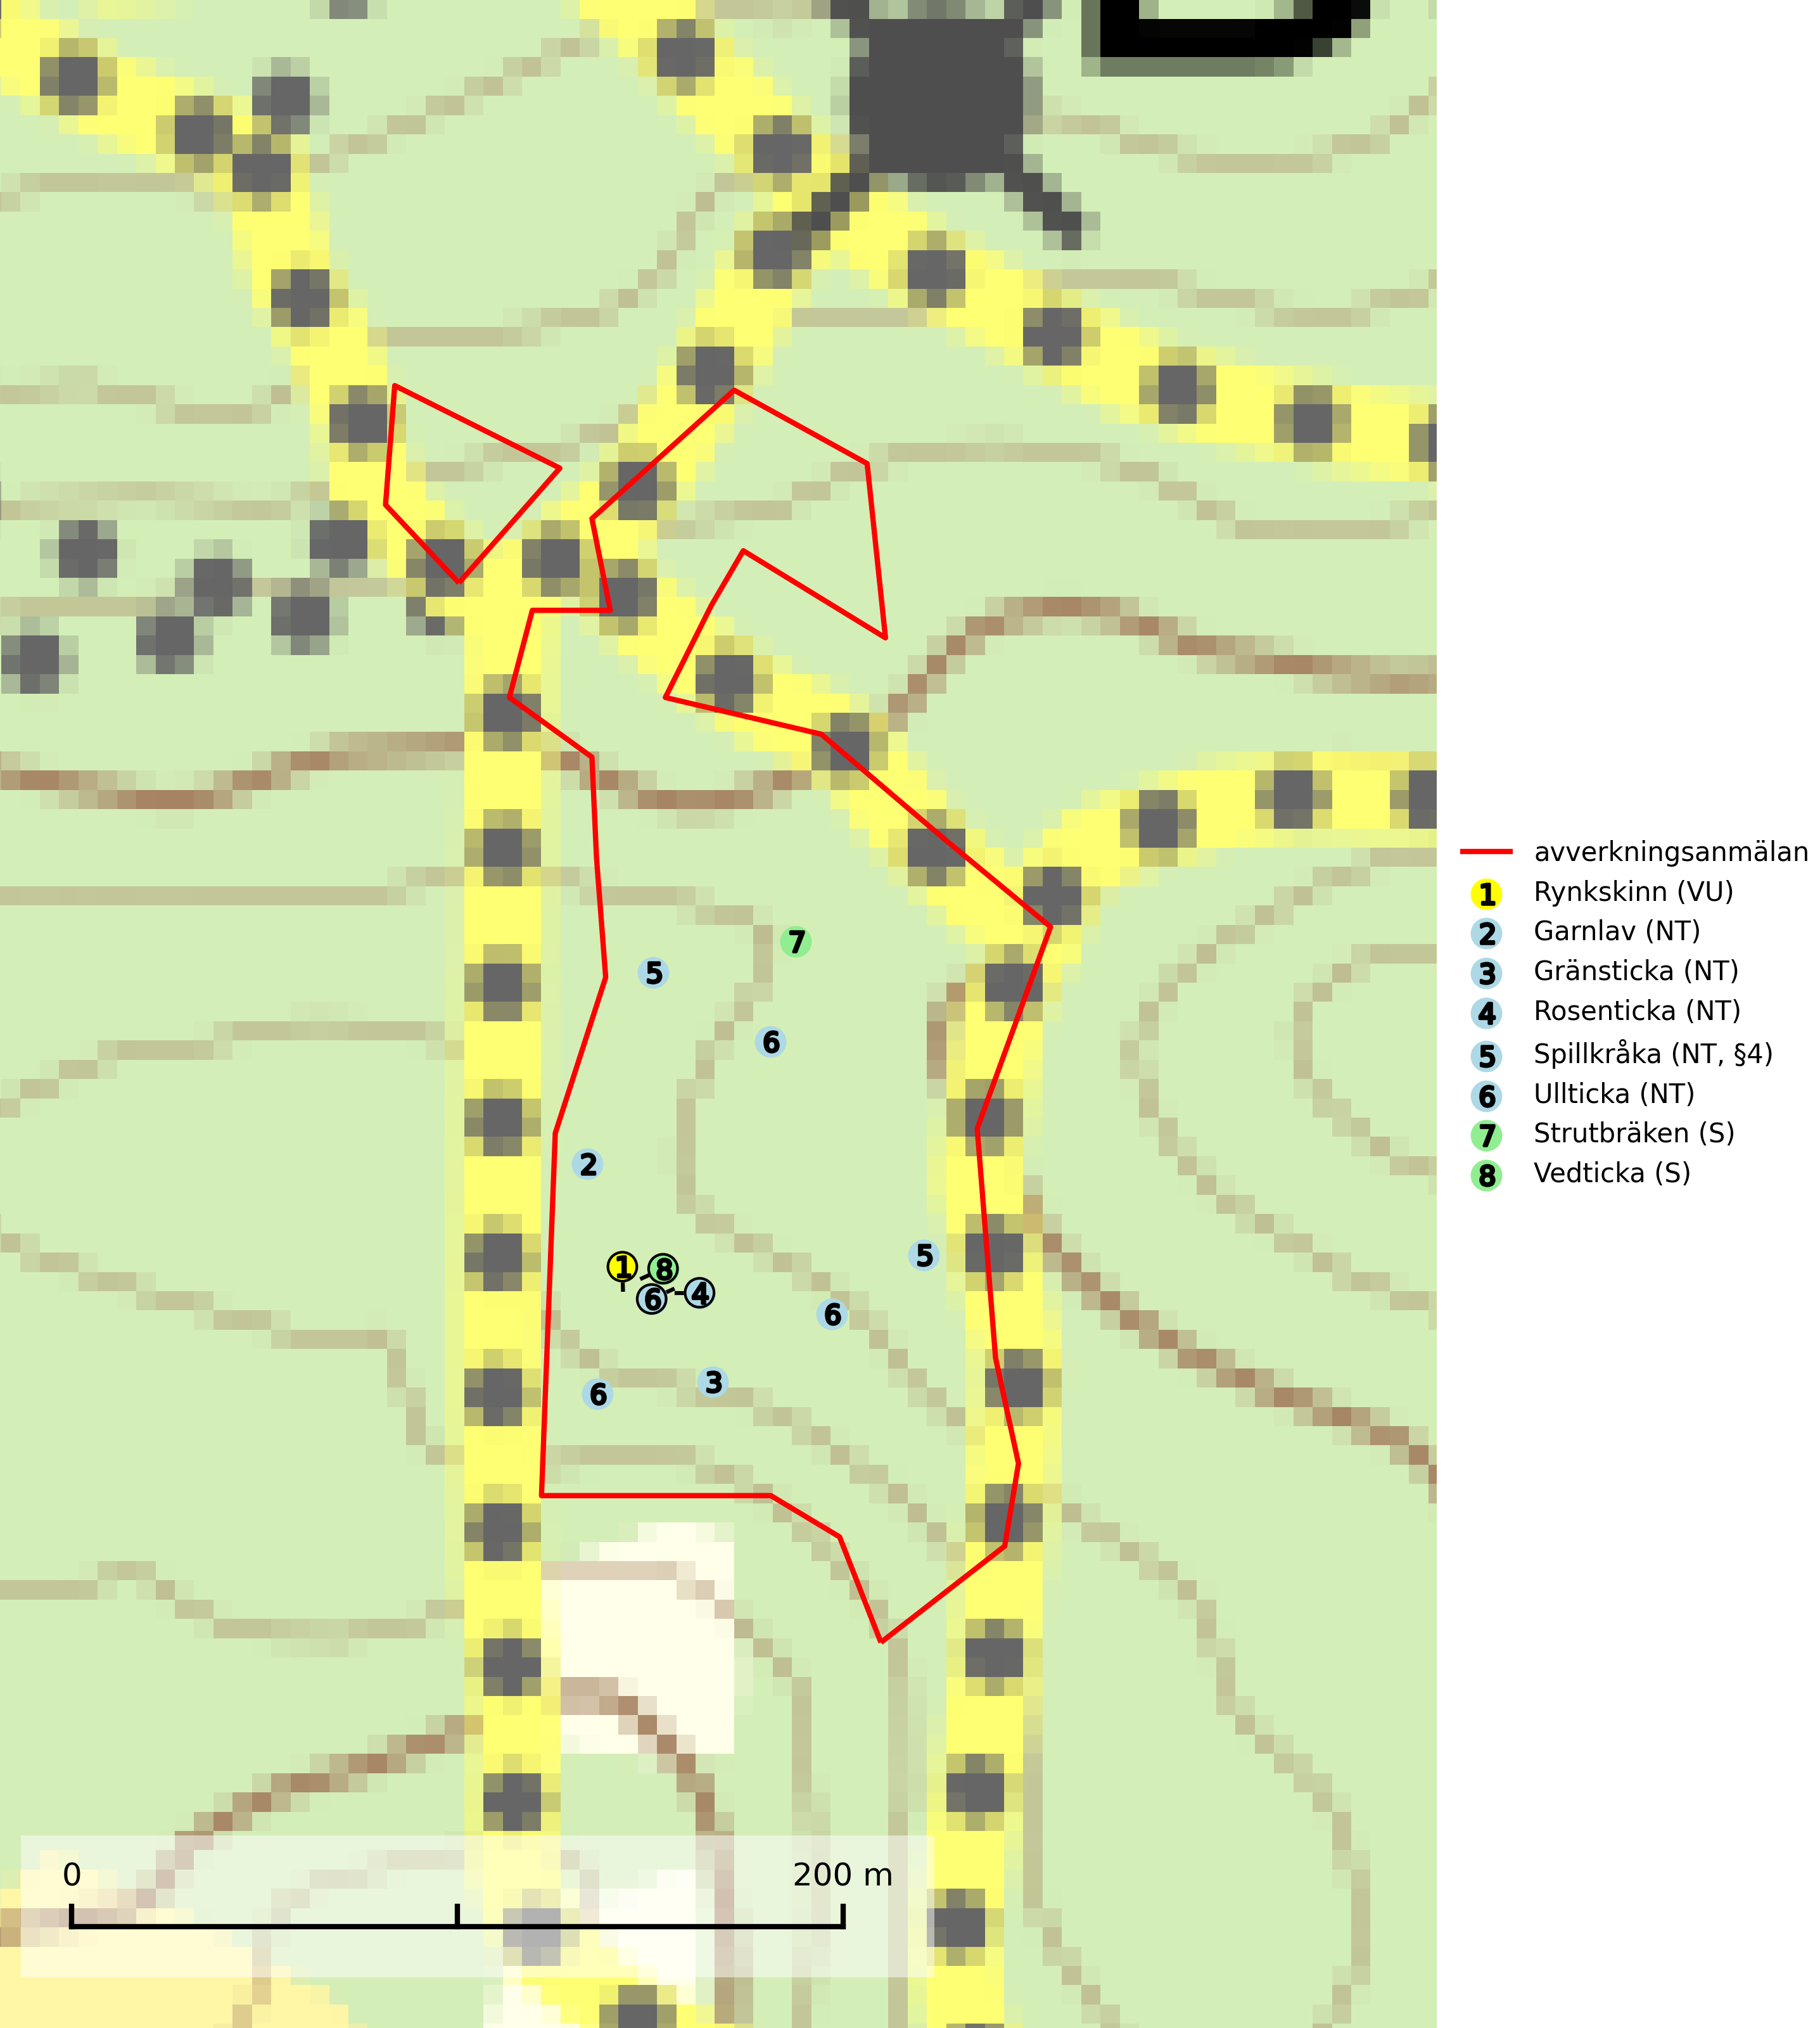 avverkningsanmälan
1 Rynkskinn (VU)
2 Garnlav (NT)
3 Gränsticka (NT)
4 Rosenticka (NT)
5 Spillkråka (NT, §4)
6 Ullticka (NT)
7 Strutbräken (S)
8 Vedticka (S)
7
5
6
2
1 8
5
6 4
6
3
6
0 200 m